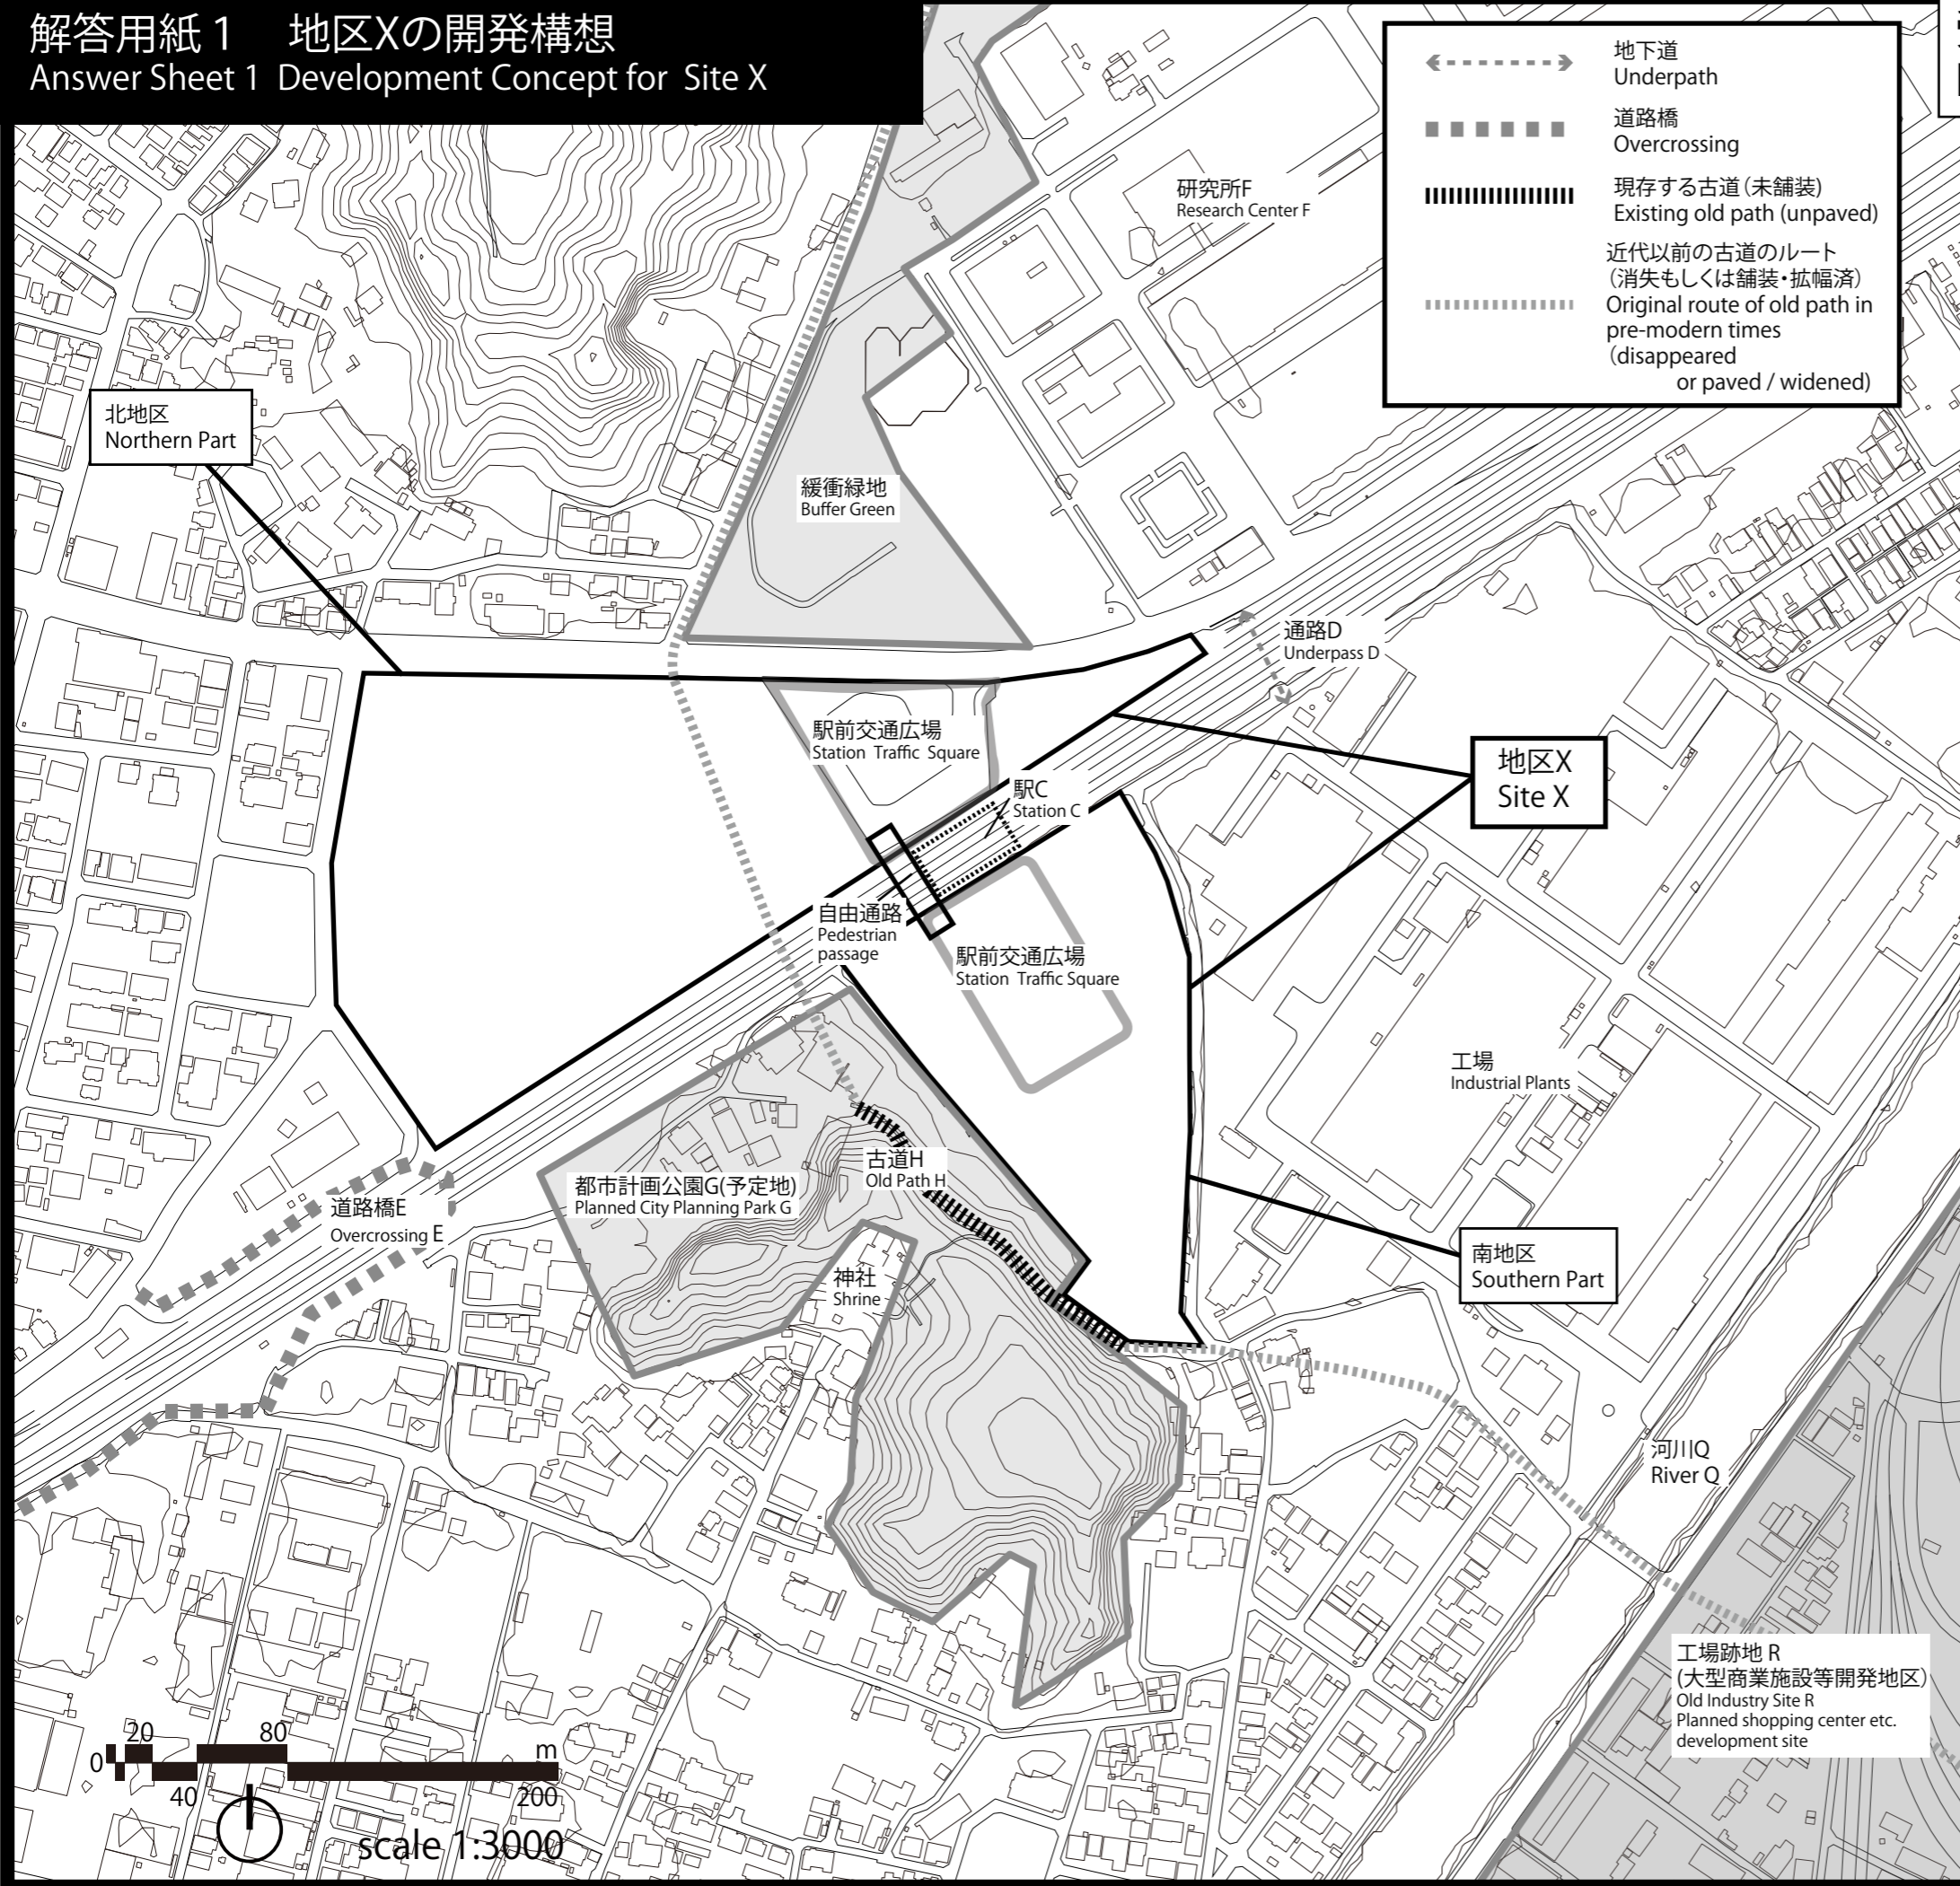 解答用紙1　地区Xの開発構想
Answer Sheet 1 Development Concept for Site X
地下道
Underpath
道路橋
Overcrossing
現存する古道(未舗装)
Existing old path (unpaved)
近代以前の古道のルート
(消失もしくは舗装・拡幅済)
Original route of old path in
pre-modern times
(disappeared
or paved / widened)
研究所F
Research Center F
北地区
Northern Part
緩衝緑地
Buffer Green
通路D
Underpass D
駅前交通広場
Station Traffic Square
駅C
Station C
地区X
Site X
自由通路
Pedestrian
passage
駅前交通広場
Station Traffic Square
工場
Industrial Plants
古道H
Old Path H
都市計画公園G(予定地)
Planned City Planning Park G
道路橋E
Overcrossing E
神社
Shrine
南地区
Southern Part
河川Q
River Q
工場跡地 R
(大型商業施設等開発地区)
Old Industry Site R
Planned shopping center etc.
development site
20 80 m
0
40 200
scale 1:3000